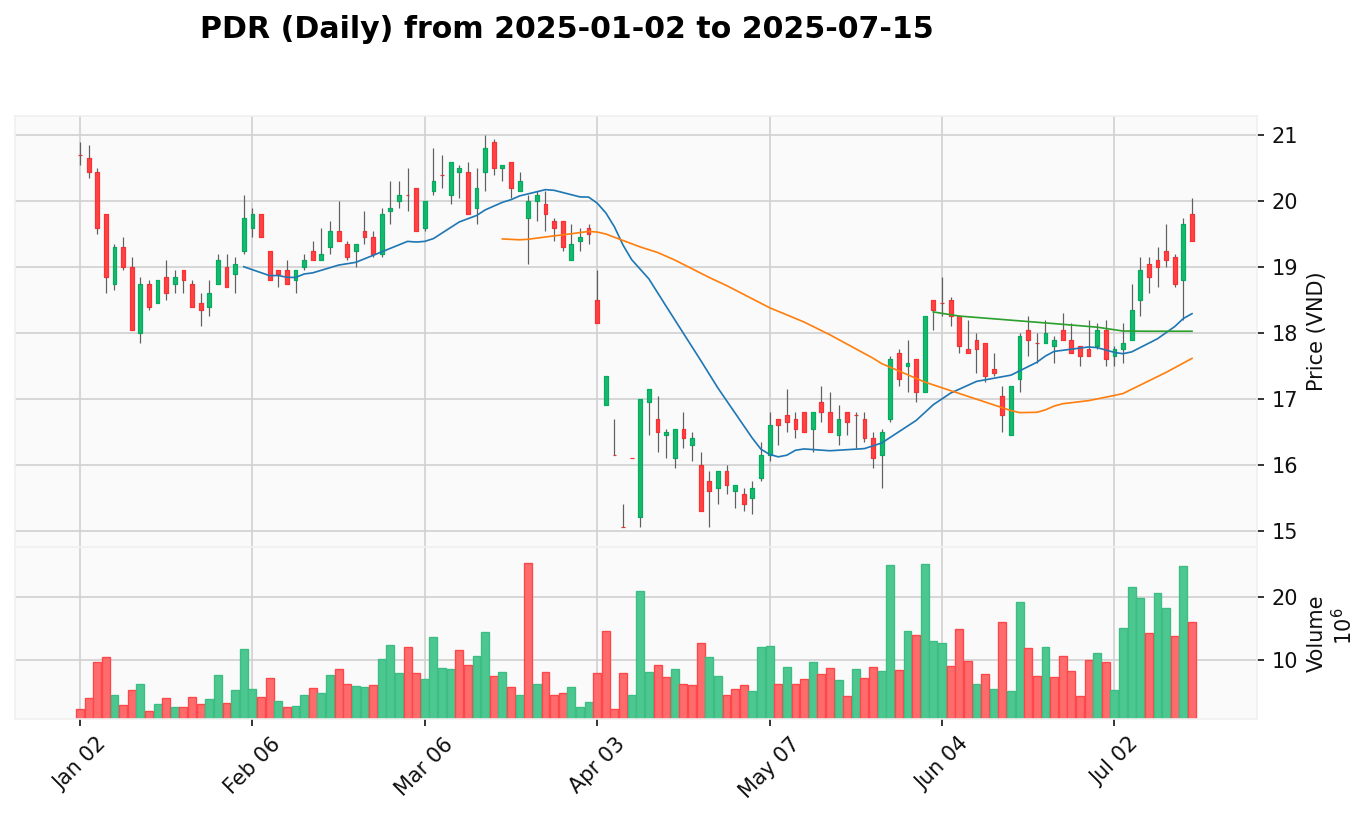 PDR (Daily) from 2025-01-02 to 2025-07-15
21
20
19
18
17
16
15
Price (VND)
20
10
Volume
10⁶
Jan 02
Feb 06
Mar 06
Apr 03
May 07
Jun 04
Jul 02